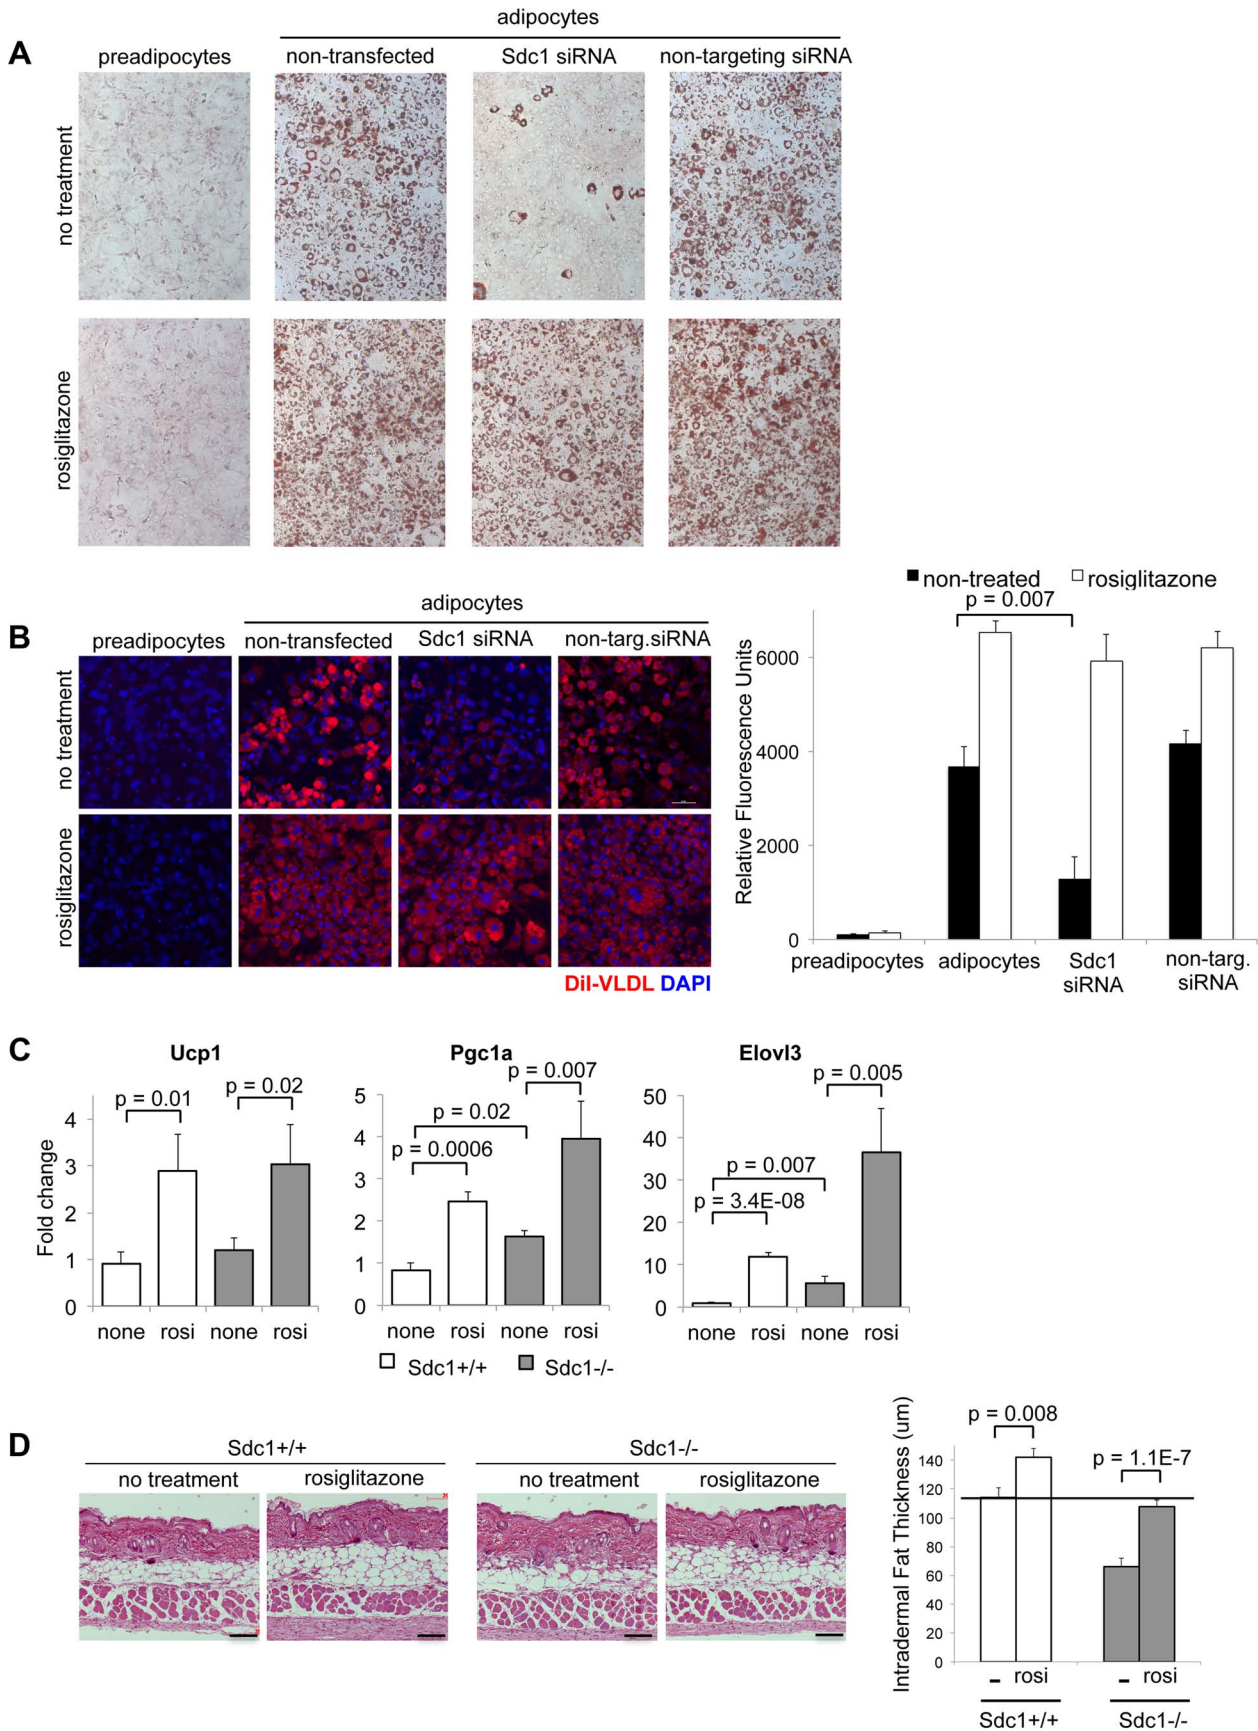 adipocytes
A
preadipocytes
non-transfected
Sdc1 siRNA
non-targeting siRNA
no treatment
rosiglitazone
B
adipocytes
preadipocytes
non-transfected
Sdc1 siRNA
non-targ.siRNA
no treatment
rosiglitazone
DiI-VLDL DAPI
non-treated
rosiglitazone
p = 0.007
Relative Fluorescence Units
6000
4000
2000
0
preadipocytes
adipocytes
Sdc1
siRNA
non-targ.
siRNA
C
Ucp1
p = 0.01
p = 0.02
Fold change
4
3
2
1
0
none
rosi
none
rosi
Pgc1a
p = 0.007
p = 0.02
p = 0.0006
5
4
3
2
1
0
none
rosi
none
rosi
Elovl3
p = 0.005
p = 0.007
p = 3.4E-08
50
40
30
20
10
0
none
rosi
none
rosi
Sdc1+/+
Sdc1-/-
D
Sdc1+/+
no treatment
rosiglitazone
Sdc1-/-
no treatment
rosiglitazone
Intradermal Fat Thickness (um)
p = 0.008
p = 1.1E-7
140
120
100
80
60
40
20
0
-
rosi
-
rosi
Sdc1+/+
Sdc1-/-